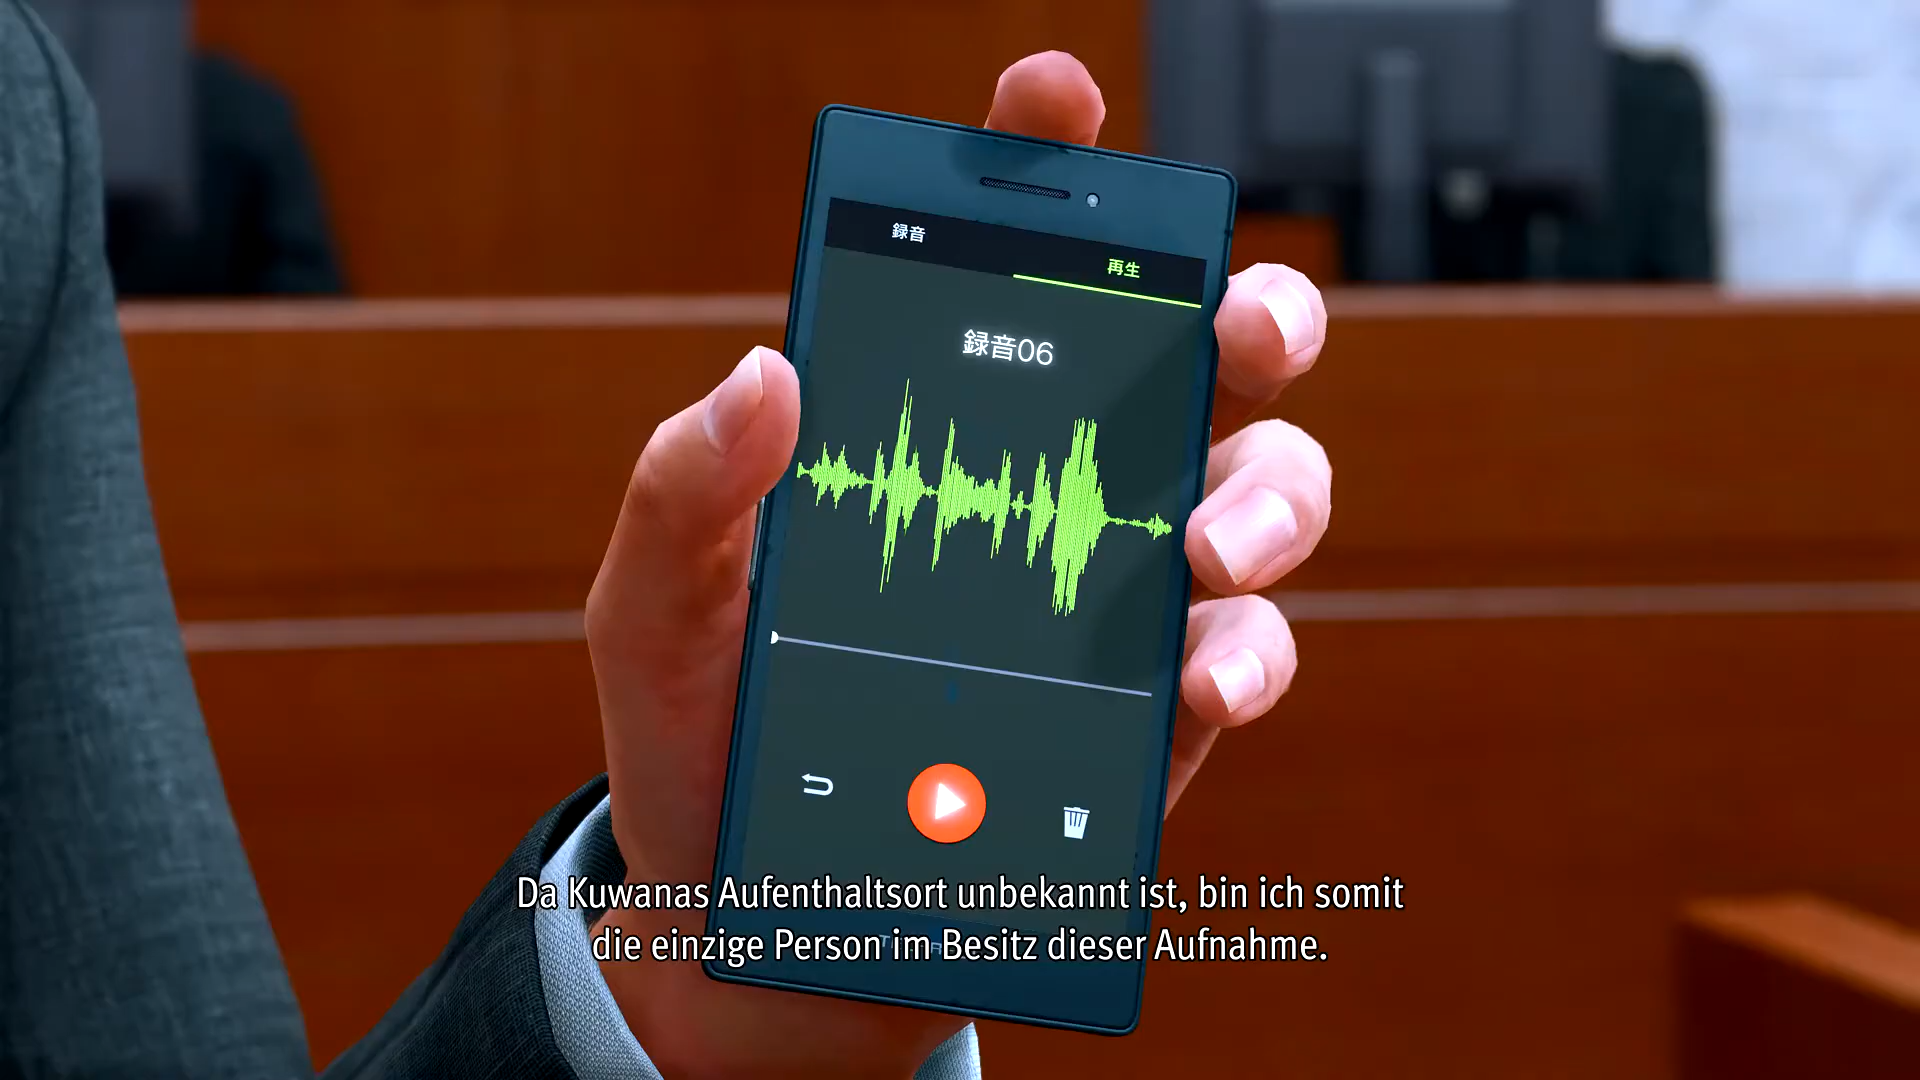 録音
再生
録音06
Da Kuwanas Aufenthaltsort unbekannt ist, bin ich somit
die einzige Person im Besitz dieser Aufnahme.